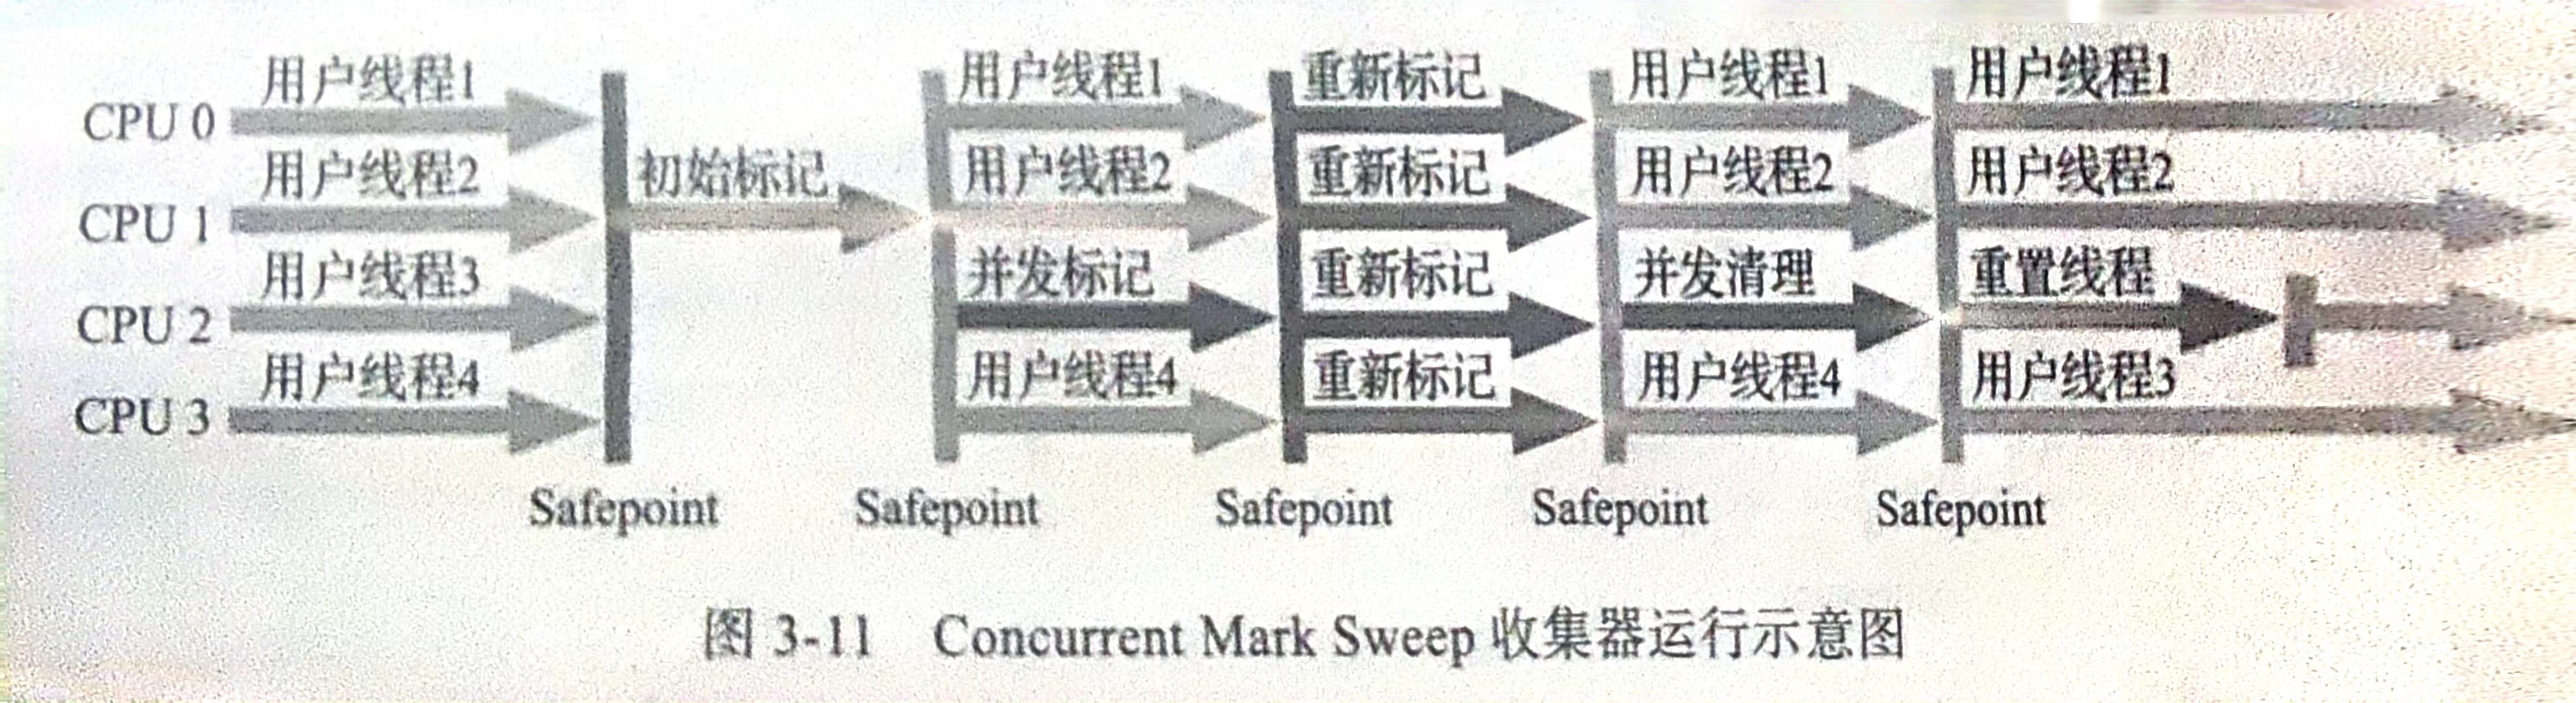 用户线程1 用户线程1 重新标记 用户线程1 用户线程1
CPU 0
用户线程2 初始标记 用户线程2 重新标记 用户线程2 用户线程2
CPU 1
用户线程3 并发标记 重新标记 并发清理 重置线程
CPU 2
用户线程4 用户线程4 重新标记 用户线程4 用户线程3
CPU 3
Safepoint Safepoint Safepoint Safepoint Safepoint
图 3-11 Concurrent Mark Sweep 收集器运行示意图